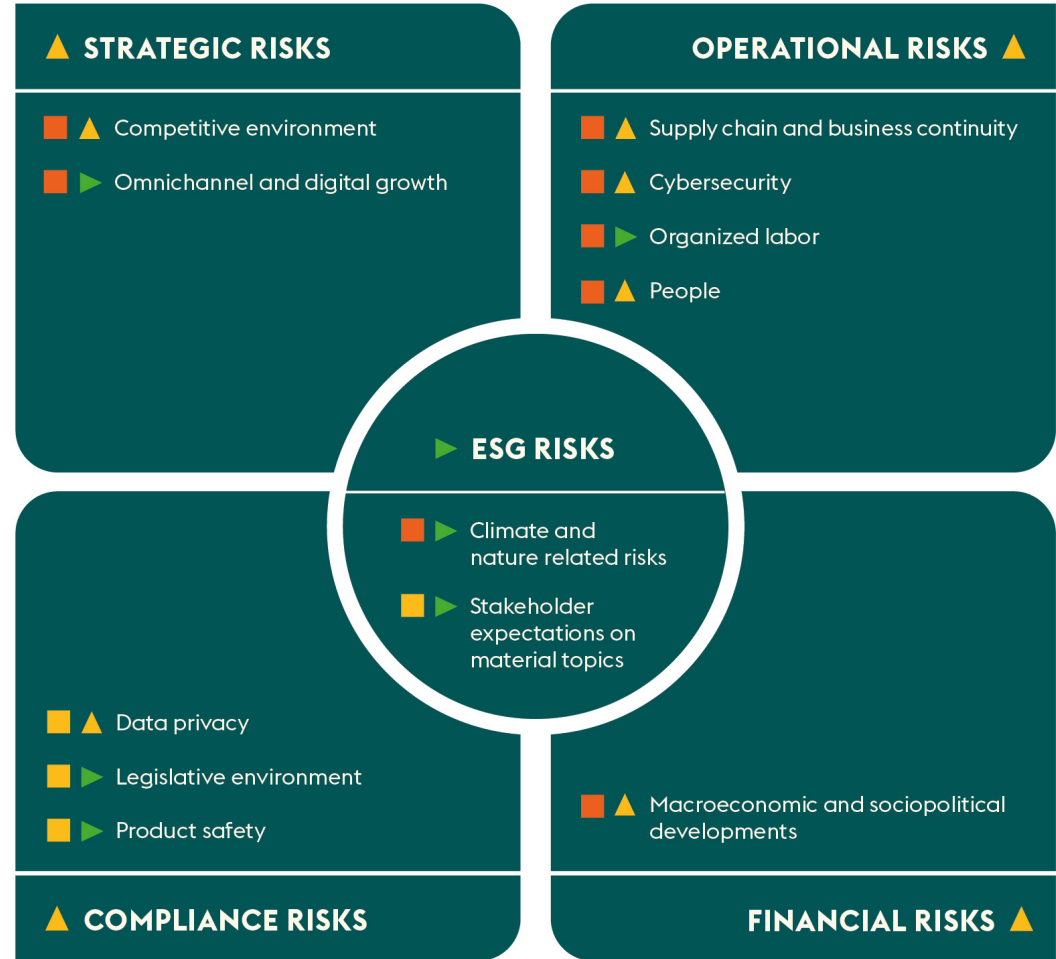 STRATEGIC RISKS
Competitive environment
Omnichannel and digital growth
OPERATIONAL RISKS
Supply chain and business continuity
Cybersecurity
Organized labor
People
ESG RISKS
Climate and
nature related risks
Stakeholder
expectations on
material topics
Data privacy
Legislative environment
Product safety
COMPLIANCE RISKS
Macroeconomic and sociopolitical
developments
FINANCIAL RISKS